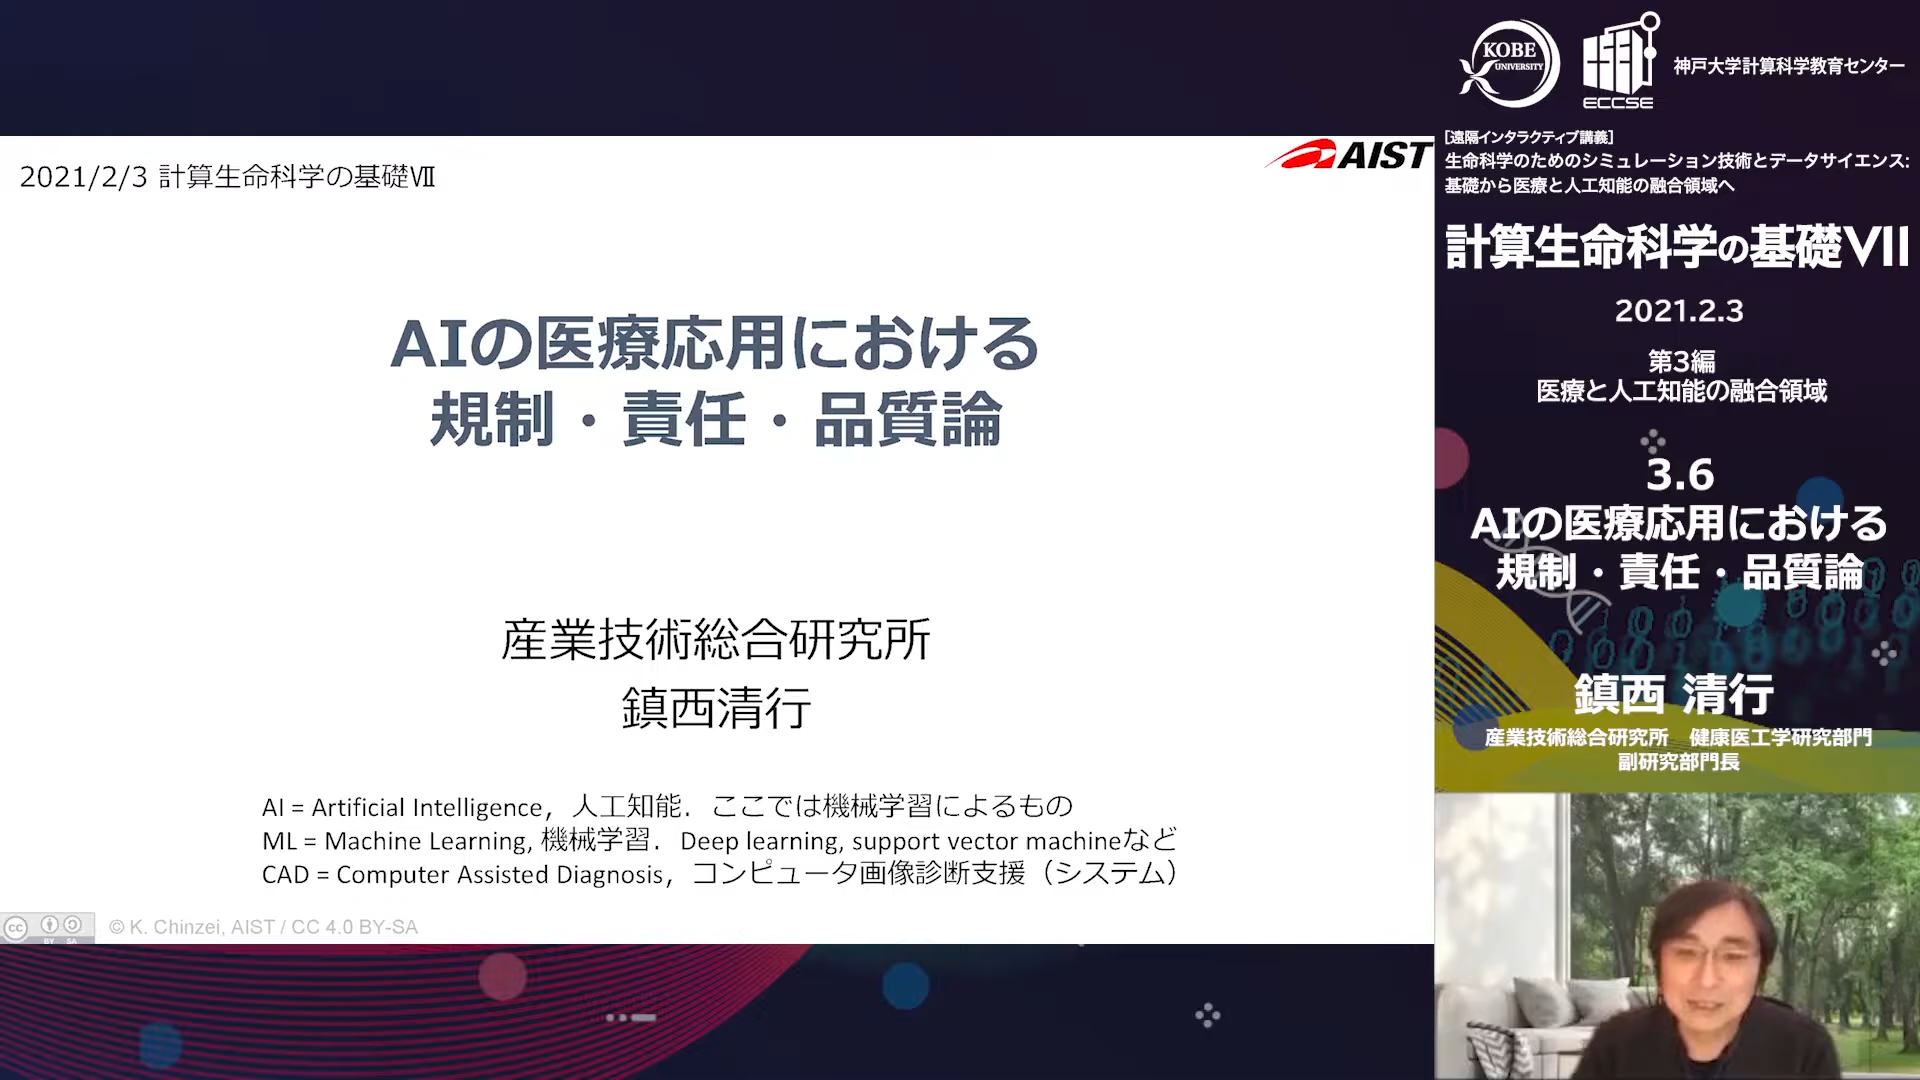 2021/2/3 計算生命科学の基礎Ⅶ
AIST
AIの医療応用における
規制・責任・品質論
産業技術総合研究所
鎮西清行
AI = Artificial Intelligence，人工知能．ここでは機械学習によるもの
ML = Machine Learning, 機械学習．Deep learning, support vector machineなど
CAD = Computer Assisted Diagnosis，コンピュータ画像診断支援（システム）
cc BY SA
© K. Chinzei, AIST / CC 4.0 BY-SA
KOBE
UNIVERSITY
ECCSE
神戸大学計算科学教育センター
［遠隔インタラクティブ講義］
生命科学のためのシミュレーション技術とデータサイエンス:
基礎から医療と人工知能の融合領域へ
計算生命科学の基礎VII
2021.2.3
第3編
医療と人工知能の融合領域
3.6
AIの医療応用における
規制・責任・品質論
鎮西 清行
産業技術総合研究所　健康医工学研究部門
副研究部門長